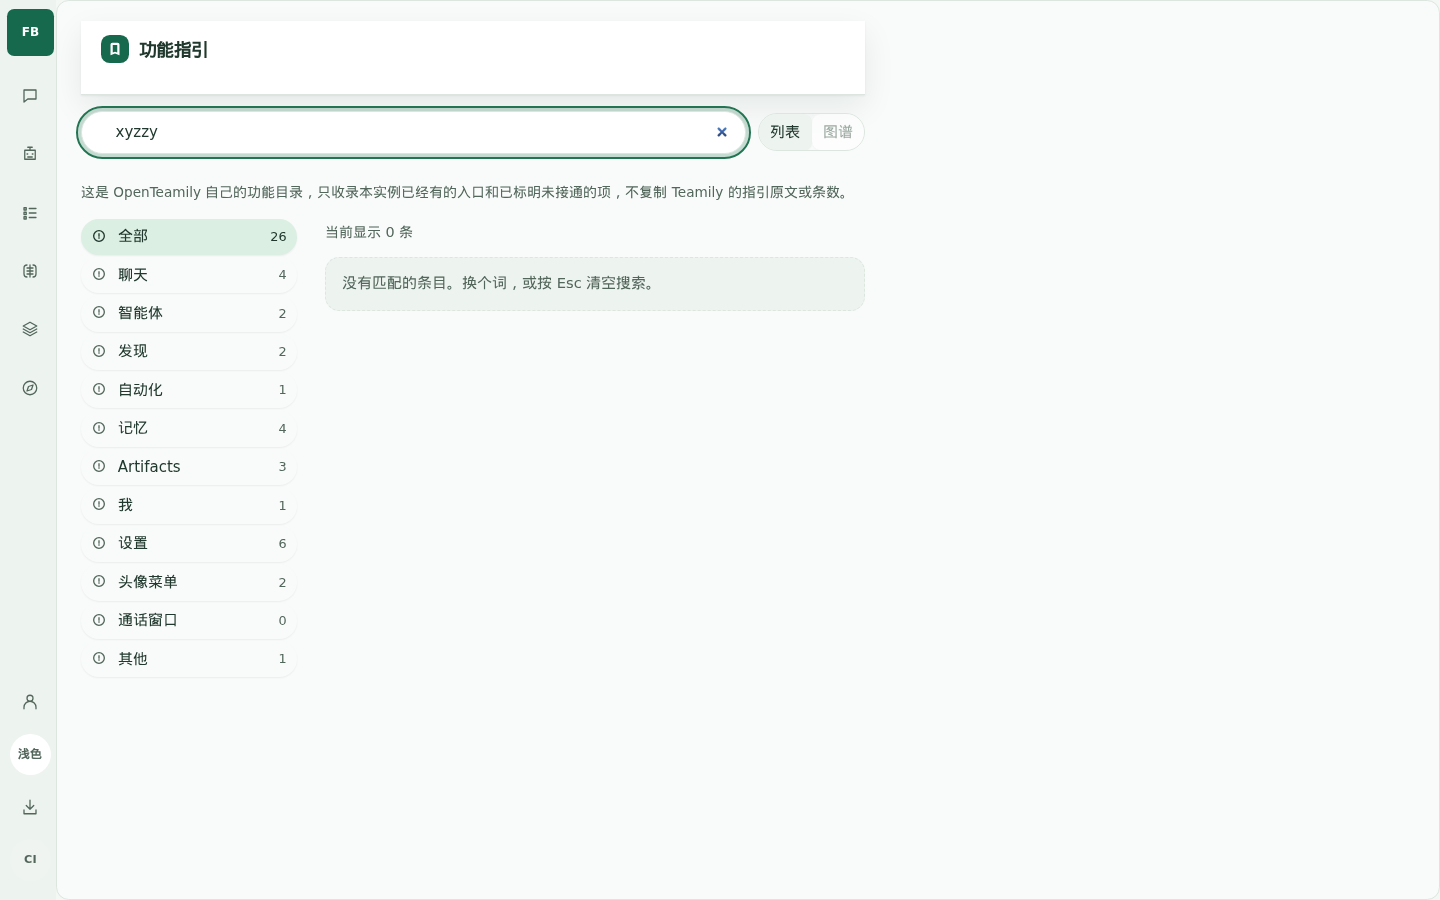 FB
功能指引
xyzzy
列表 图谱
这是 OpenTeamily 自己的功能目录，只收录本实例已经有的入口和已标明未接通的项，不复制 Teamily 的指引原文或条数。
全部 26
当前显示 0 条
没有匹配的条目。换个词，或按 Esc 清空搜索。
聊天 4
智能体 2
发现 2
自动化 1
记忆 4
Artifacts 3
我 1
设置 6
头像菜单 2
通话窗口 0
其他 1
浅色
CI